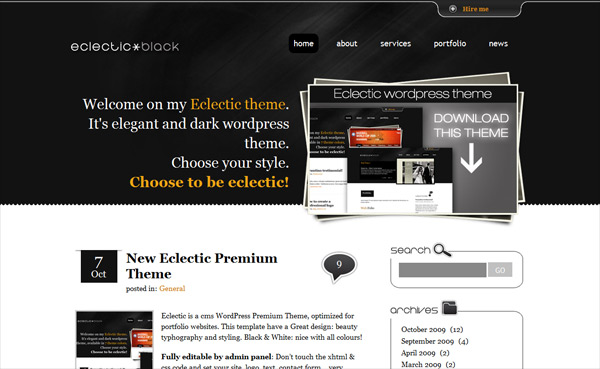 Hire me
eclectic*black
home about services portfolio news
Welcome on my Eclectic theme.
It's elegant and dark wordpress
theme.
Choose your style.
Choose to be eclectic!
Eclectic wordpress theme
DOWNLOAD
THIS THEME
7
Oct
New Eclectic Premium
Theme
posted in: General
9
Eclectic is a cms WordPress Premium Theme, optimized for
portfolio websites. This template have a Great design: beauty
typhography and styling. Black & White: nice with all colours!
Fully editable by admin panel: Don't touch the xhtml &
css code and set your site, logo, text, contact form... very
search
GO
archives
October 2009 (12)
September 2009 (4)
April 2009 (2)
March 2009 (2)